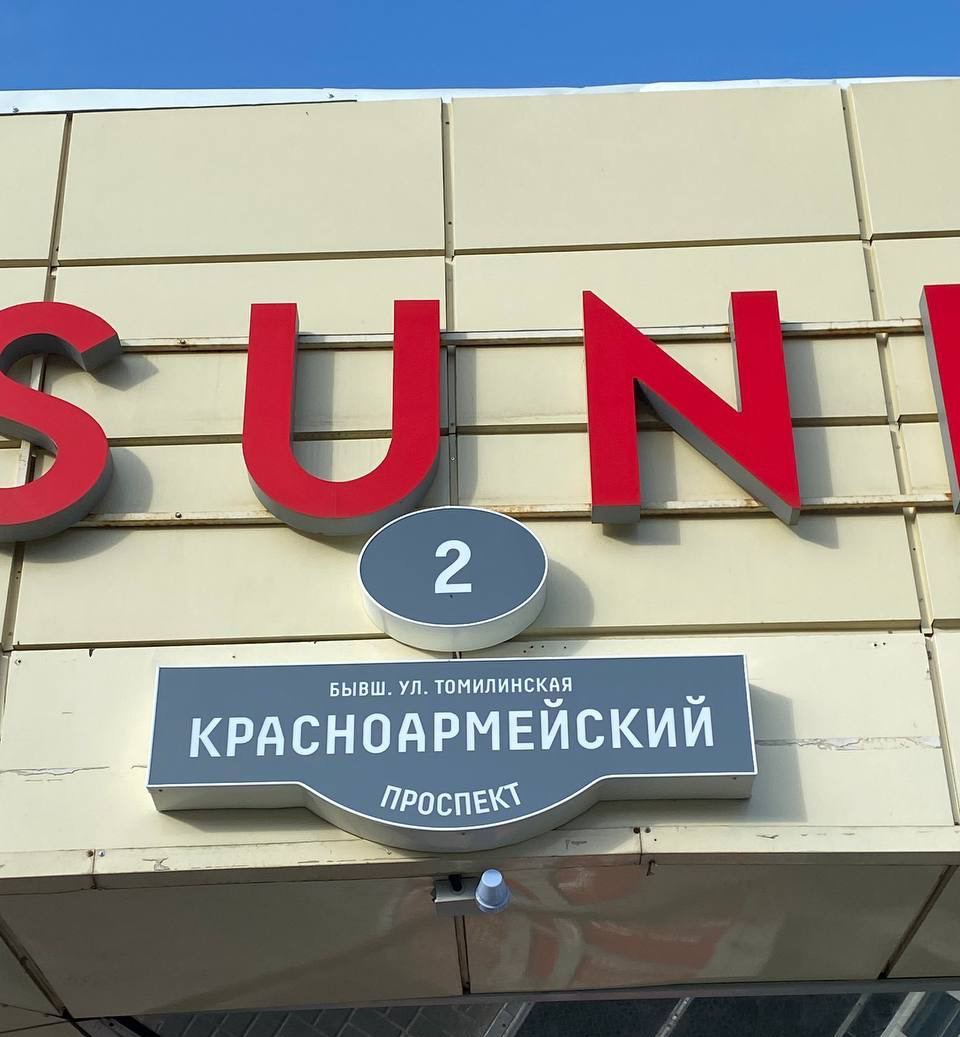 SUN
2
БЫВШ. УЛ. ТОМИЛИНСКАЯ
КРАСНОАРМЕЙСКИЙ
ПРОСПЕКТ